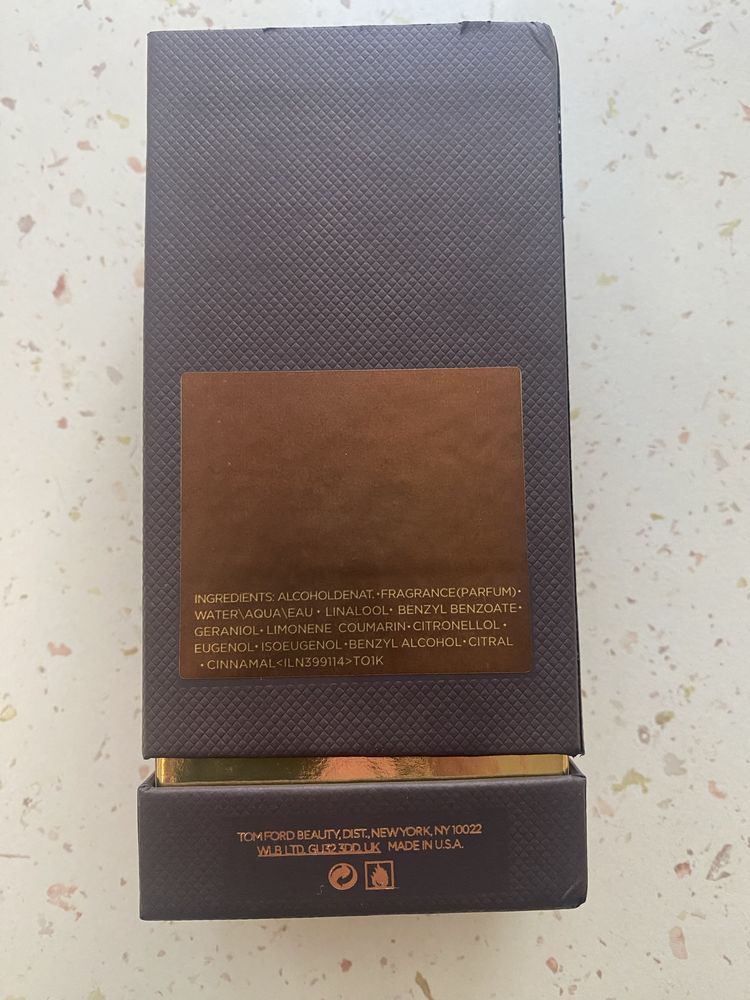 INGREDIENTS: ALCOHOLDENAT.•FRAGRANCE(PARFUM)•
WATER\AQUA\EAU • LINALOOL• BENZYL BENZOATE•
GERANIOL• LIMONENE COUMARIN•CITRONELLOL•
EUGENOL•ISOEUGENOL•BENZYL ALCOHOL•CITRAL
•CINNAMAL<ILN399114>TO1K
TOM FORD BEAUTY, DIST., NEW YORK, NY 10022
WLB LTD. GU32 3DD. UK MADE IN U.S.A.